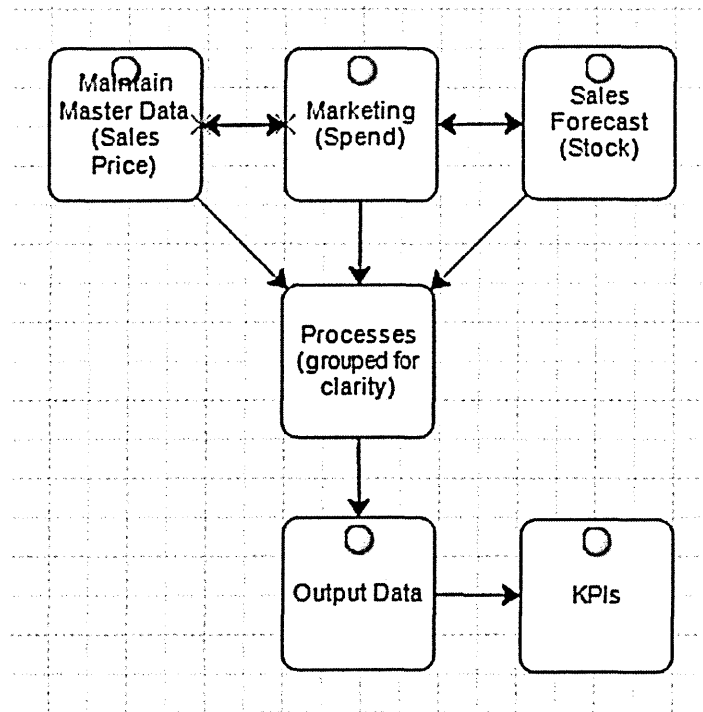 Maintain
Master Data
(Sales
Price)
Marketing
(Spend)
Sales
Forecast
(Stock)
Processes
(grouped for
clarity)
Output Data
KPIs